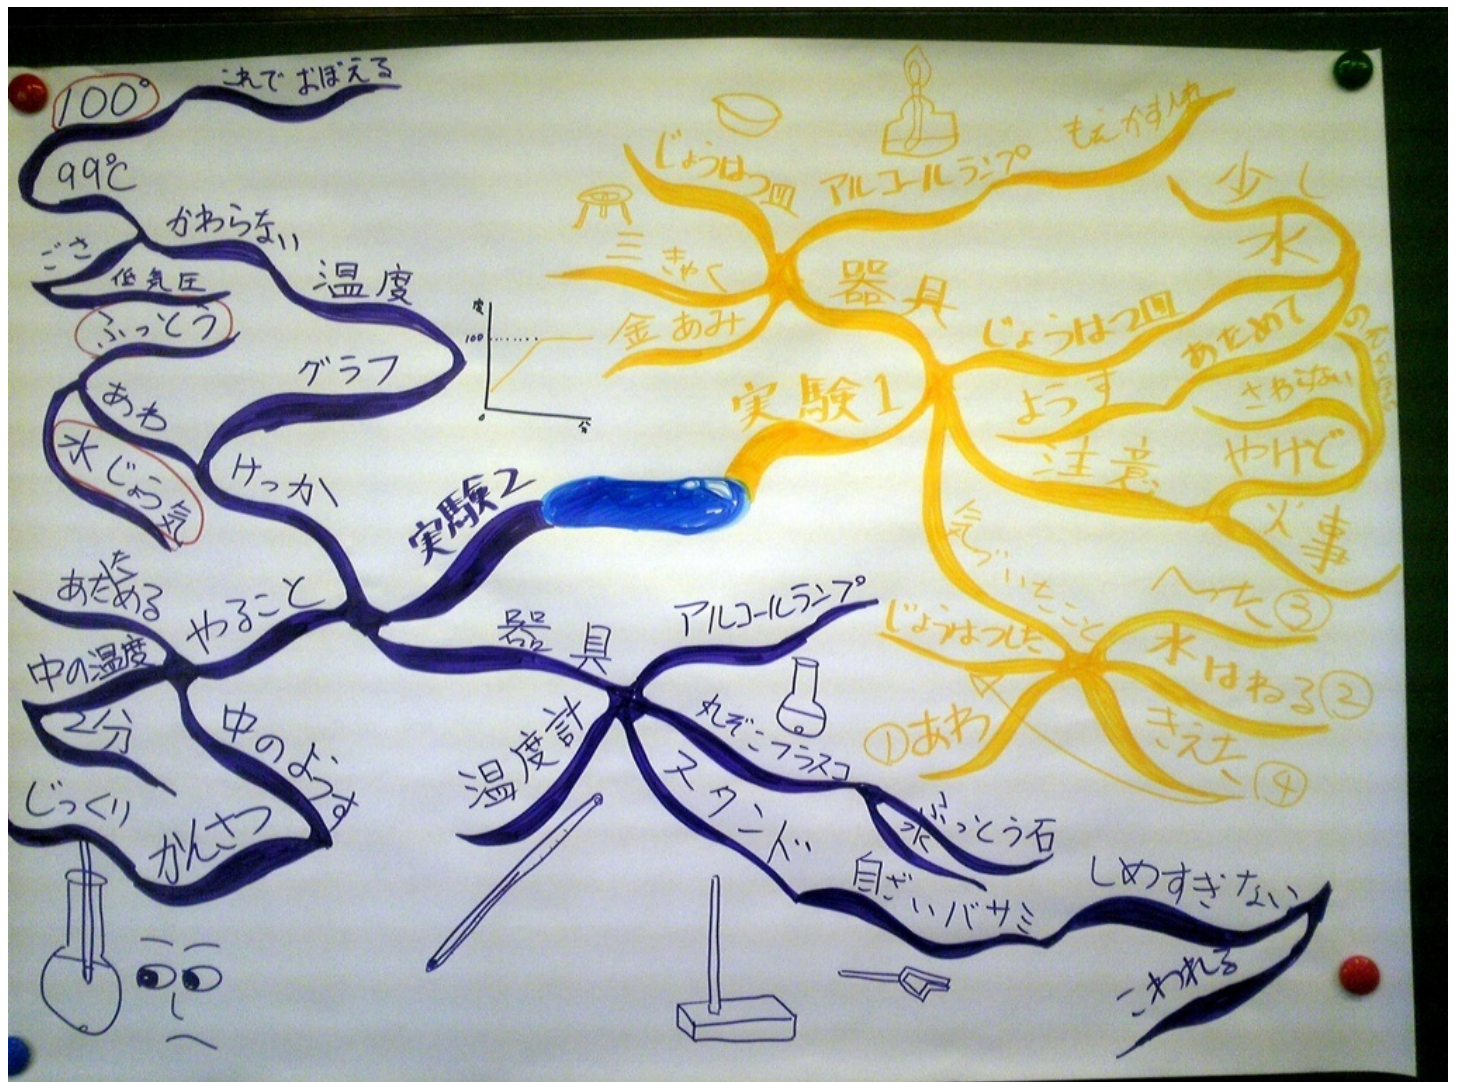 100°
これでおぼえる
99℃
かわらない
ごさ
低気圧
温度
グラフ
ふっとう
あわ
水じょう気
けっか
実験2
度
100
0
分
やること
あたためる
中の温度
2分
中のようす
じっくり
かんさつ
器具
アルコールランプ
丸ぞこフラスコ
ふっとう石
水
スタンド
自ざいバサミ
しめすぎない
こわれる
温度計
実験1
器具
じょうはつ皿
アルコールランプ
もえかす入れ
三きゃく
金あみ
じょうはつ皿
水
少し
あたためて
ようす
注意
さわらない
やけど
火事
気づいたこと
じょうはつした
①あわ
水はねる②
へった③
きえた④